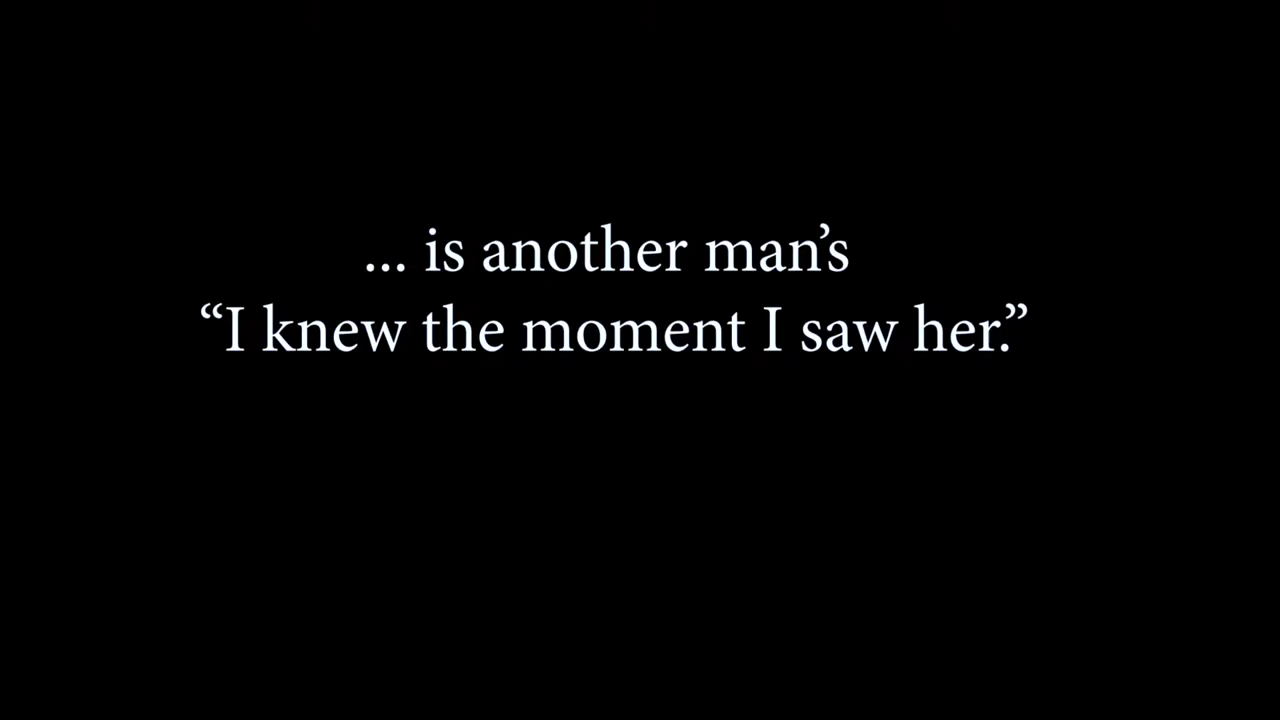 ... is another man’s
“I knew the moment I saw her.”